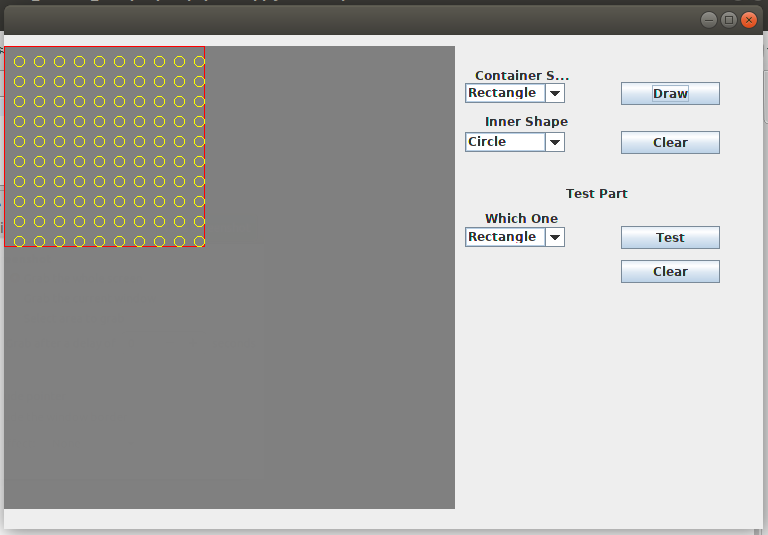 Container S...
Rectangle
Draw
Inner Shape
Circle
Clear
Test Part
Which One
Rectangle
Test
Clear